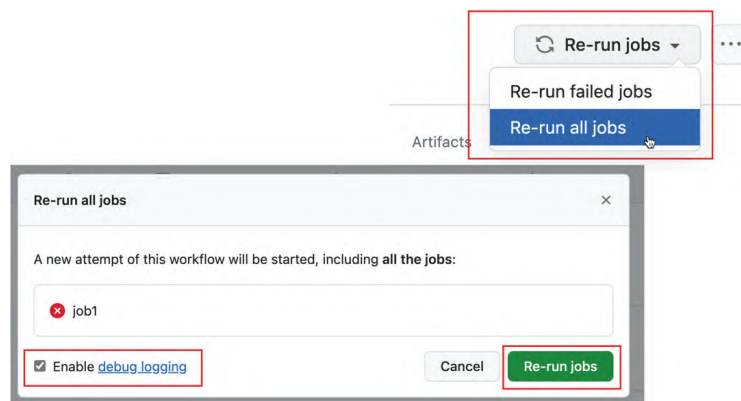 Re-run jobs
Re-run failed jobs
Re-run all jobs
Artifacts
Re-run all jobs
A new attempt of this workflow will be started, including all the jobs:
job1
Enable debug logging
Cancel
Re-run jobs